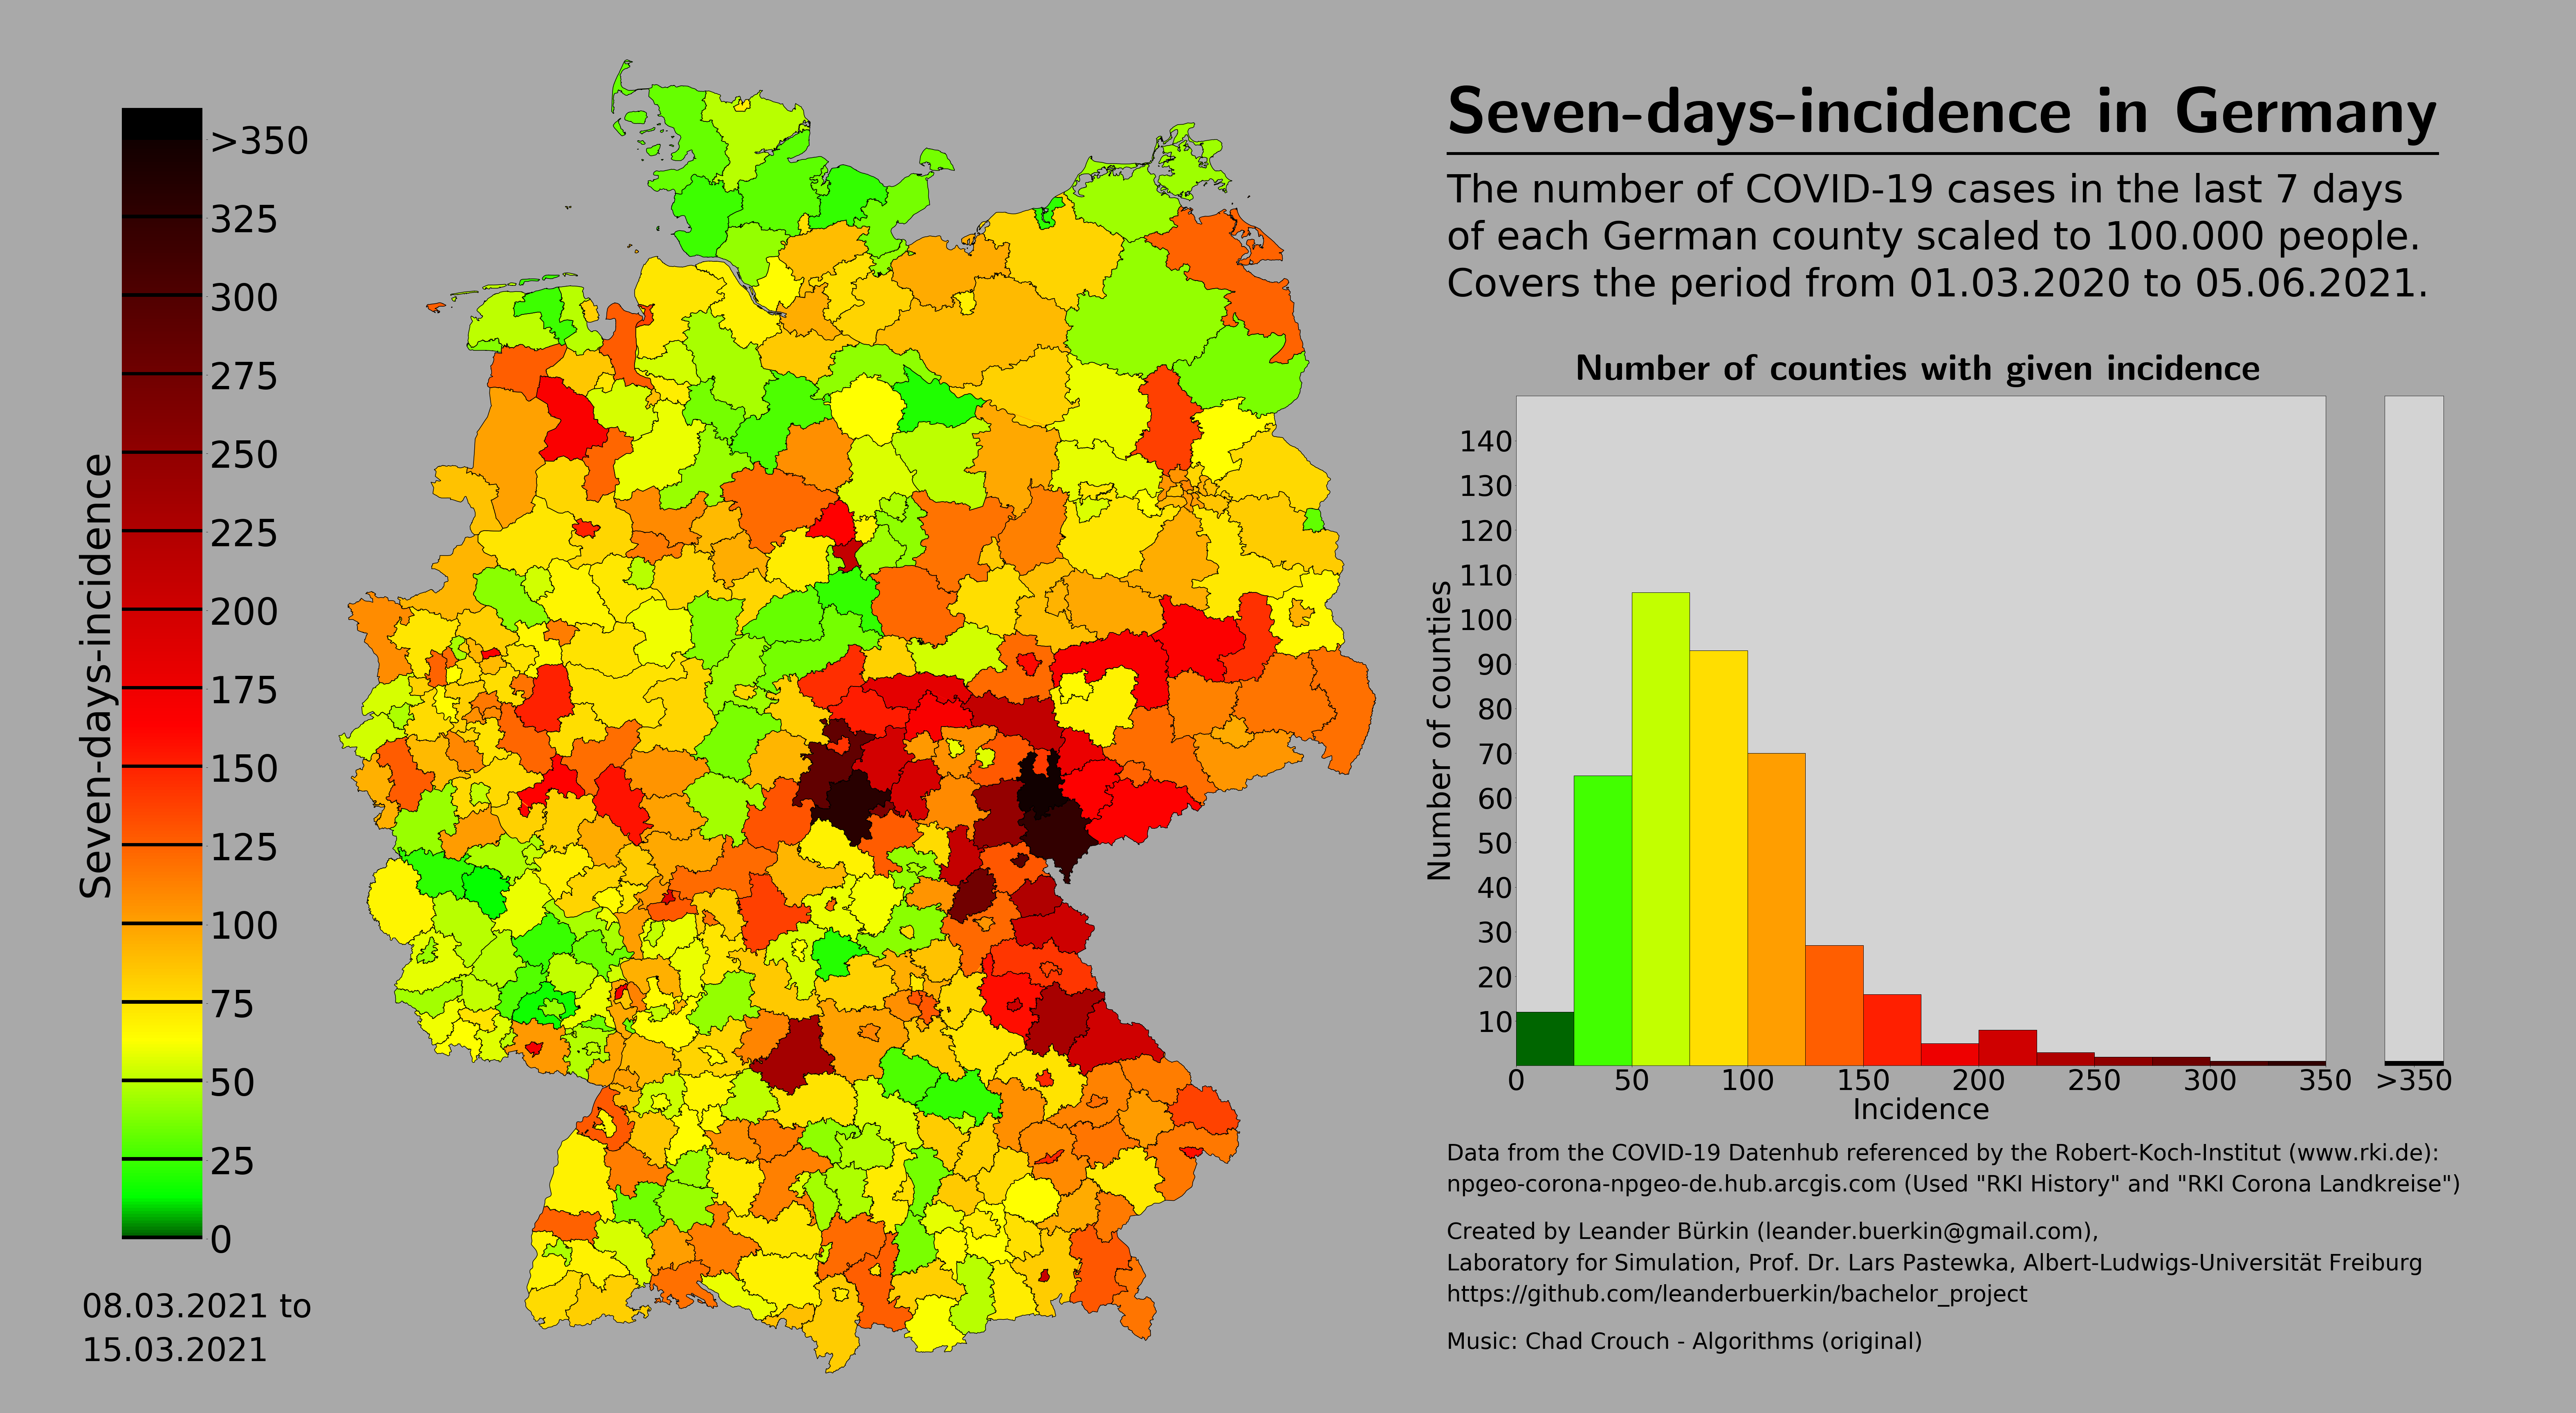 Seven-days-incidence in Germany
The number of COVID-19 cases in the last 7 days
of each German county scaled to 100.000 people.
Covers the period from 01.03.2020 to 05.06.2021.
Seven-days-incidence
>350
325
300
275
250
225
200
175
150
125
100
75
50
25
0
08.03.2021 to
15.03.2021
Number of counties with given incidence
Number of counties
140
130
120
110
100
90
80
70
60
50
40
30
20
10
0 50 100 150 200 250 300 350 >350
Incidence
Data from the COVID-19 Datenhub referenced by the Robert-Koch-Institut (www.rki.de):
npgeo-corona-npgeo-de.hub.arcgis.com (Used "RKI History" and "RKI Corona Landkreise")
Created by Leander Bürkin (leander.buerkin@gmail.com),
Laboratory for Simulation, Prof. Dr. Lars Pastewka, Albert-Ludwigs-Universität Freiburg
https://github.com/leanderbuerkin/bachelor_project
Music: Chad Crouch - Algorithms (original)